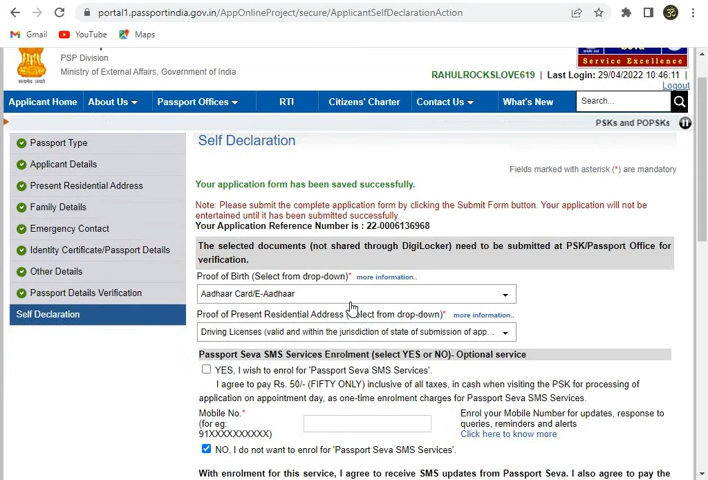 portal1.passportindia.gov.in/AppOnlineProject/secure/ApplicantSelfDeclarationAction
Gmail YouTube Maps
PSP Division
Ministry of External Affairs, Government of India
Service Excellence
RAHULROCKSLOVE619 | Last Login: 29/04/2022 10:46:11 |
Logout
Applicant Home About Us Passport Offices RTI Citizens' Charter Contact Us What's New Search...
PSKs and POPSKs
Passport Type
Applicant Details
Present Residential Address
Family Details
Emergency Contact
Identity Certificate/Passport Details
Other Details
Passport Details Verification
Self Declaration
Self Declaration
Fields marked with asterisk (*) are mandatory
Your application form has been saved successfully.
Note: Please submit the complete application form by clicking the Submit Form button. Your application will not be
entertained until it has been submitted successfully.
Your Application Reference Number is : 22-0006136968
The selected documents (not shared through DigiLocker) need to be submitted at PSK/Passport Office for
verification.
Proof of Birth (Select from drop-down)* more information..
Aadhaar Card/E-Aadhaar
Proof of Present Residential Address (Select from drop-down)* more information..
Driving Licenses (valid and within the jurisdiction of state of submission of app...
Passport Seva SMS Services Enrolment (select YES or NO)- Optional service
YES, I wish to enrol for 'Passport Seva SMS Services'.
I agree to pay Rs. 50/- (FIFTY ONLY) inclusive of all taxes, in cash when visiting the PSK for processing of
application on appointment day, as one-time enrolment charges for Passport Seva SMS Services.
Mobile No.*
(for eg:
91XXXXXXXXXX)
Enrol your Mobile Number for updates, response to
queries, reminders and alerts
Click here to know more
NO, I do not want to enrol for 'Passport Seva SMS Services'.
With enrolment for this service, I agree to receive SMS updates from Passport Seva. I also agree to pay the